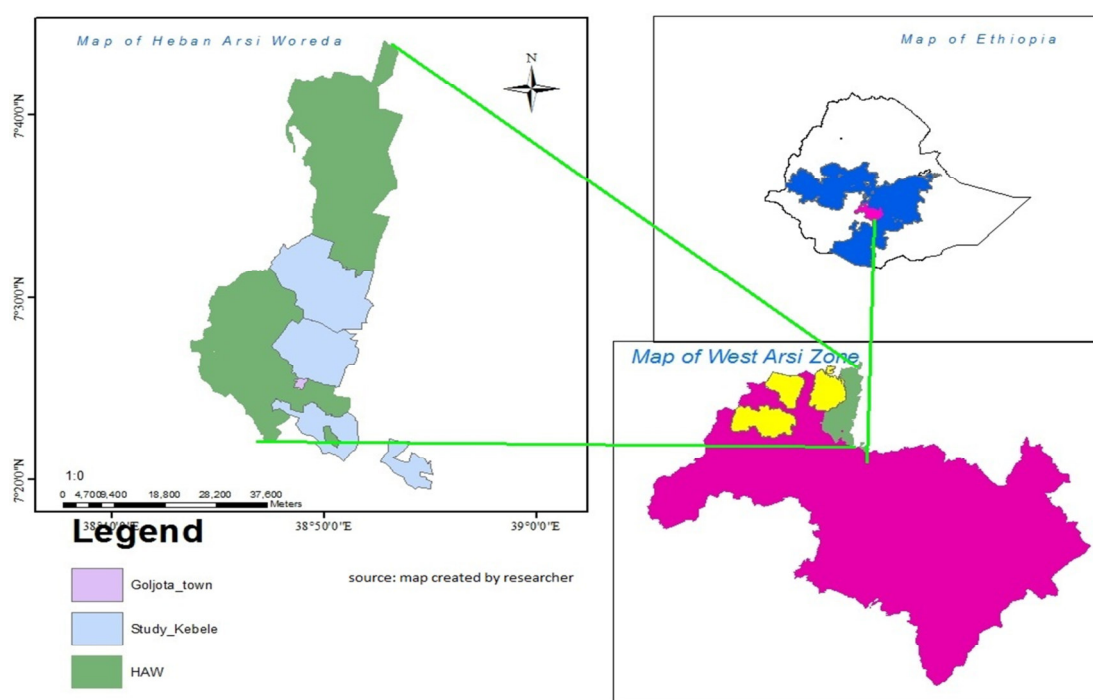 Map of Heban Arsi Woreda
N
7°40'0"N
7°30'0"N
7°20'0"N
1:0
0 4,700 9,400 18,800 28,200 37,600
Meters
38°50'0"E
39°0'0"E
Legend
Goljota_town
Study_Kebele
HAW
source: map created by researcher
Map of Ethiopia
Map of West Arsi Zone